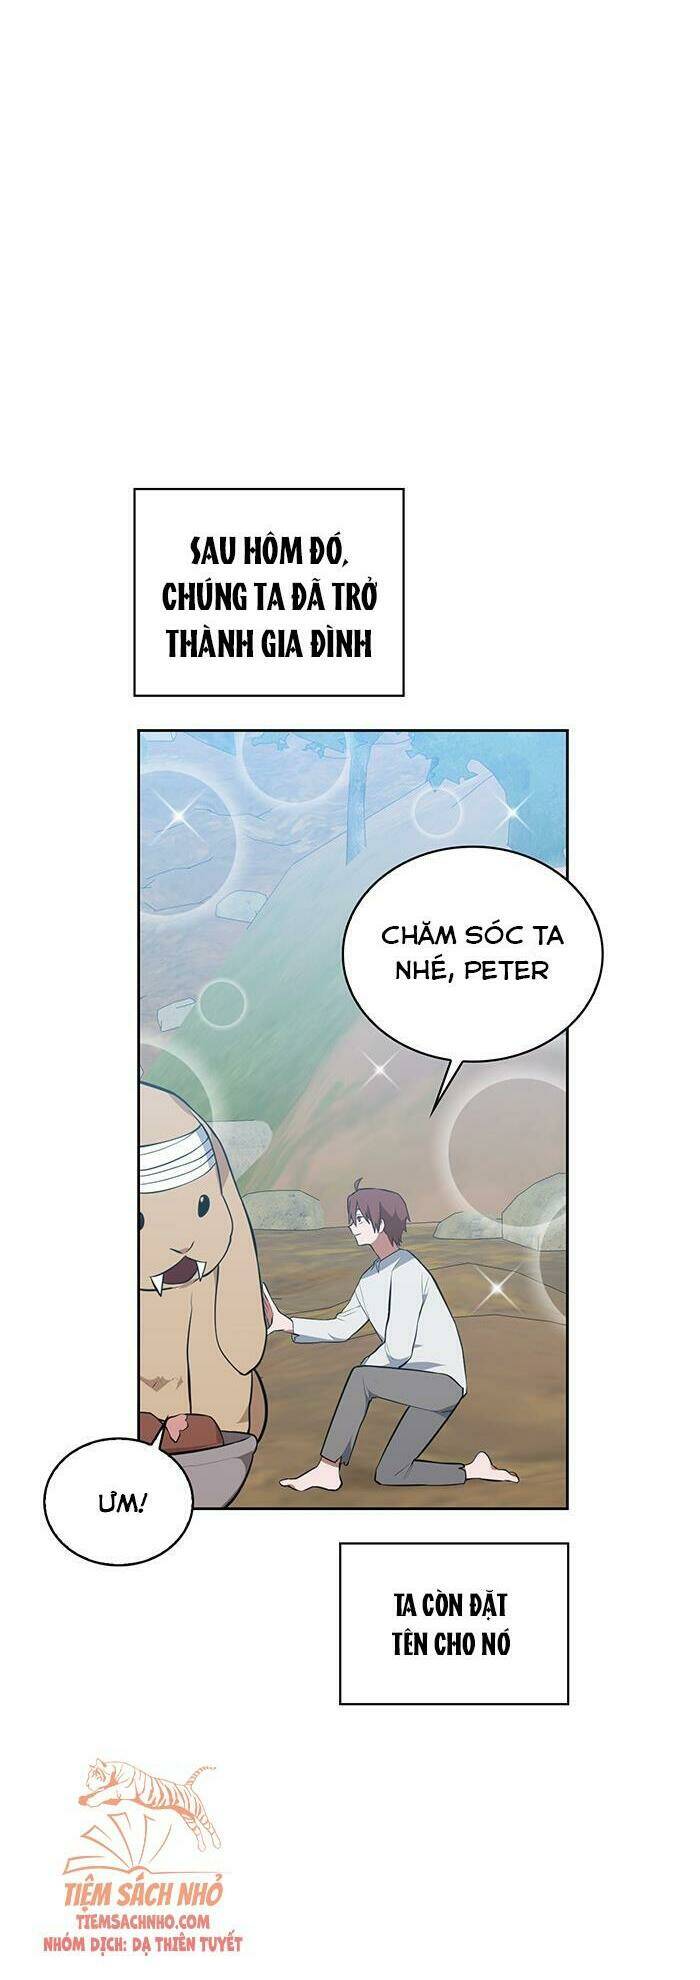 SAU HÔM ĐÓ,
CHÚNG TA ĐÃ TRỞ
THÀNH GIA ĐÌNH
CHĂM SÓC TA
NHÉ, PETER
ƯM!
TA CÒN ĐẶT
TÊN CHO NÓ
TIỆM SÁCH NHỎ
TIEMSACHNHO.COM
NHÓM DỊCH: DẠ THIÊN TUYẾT